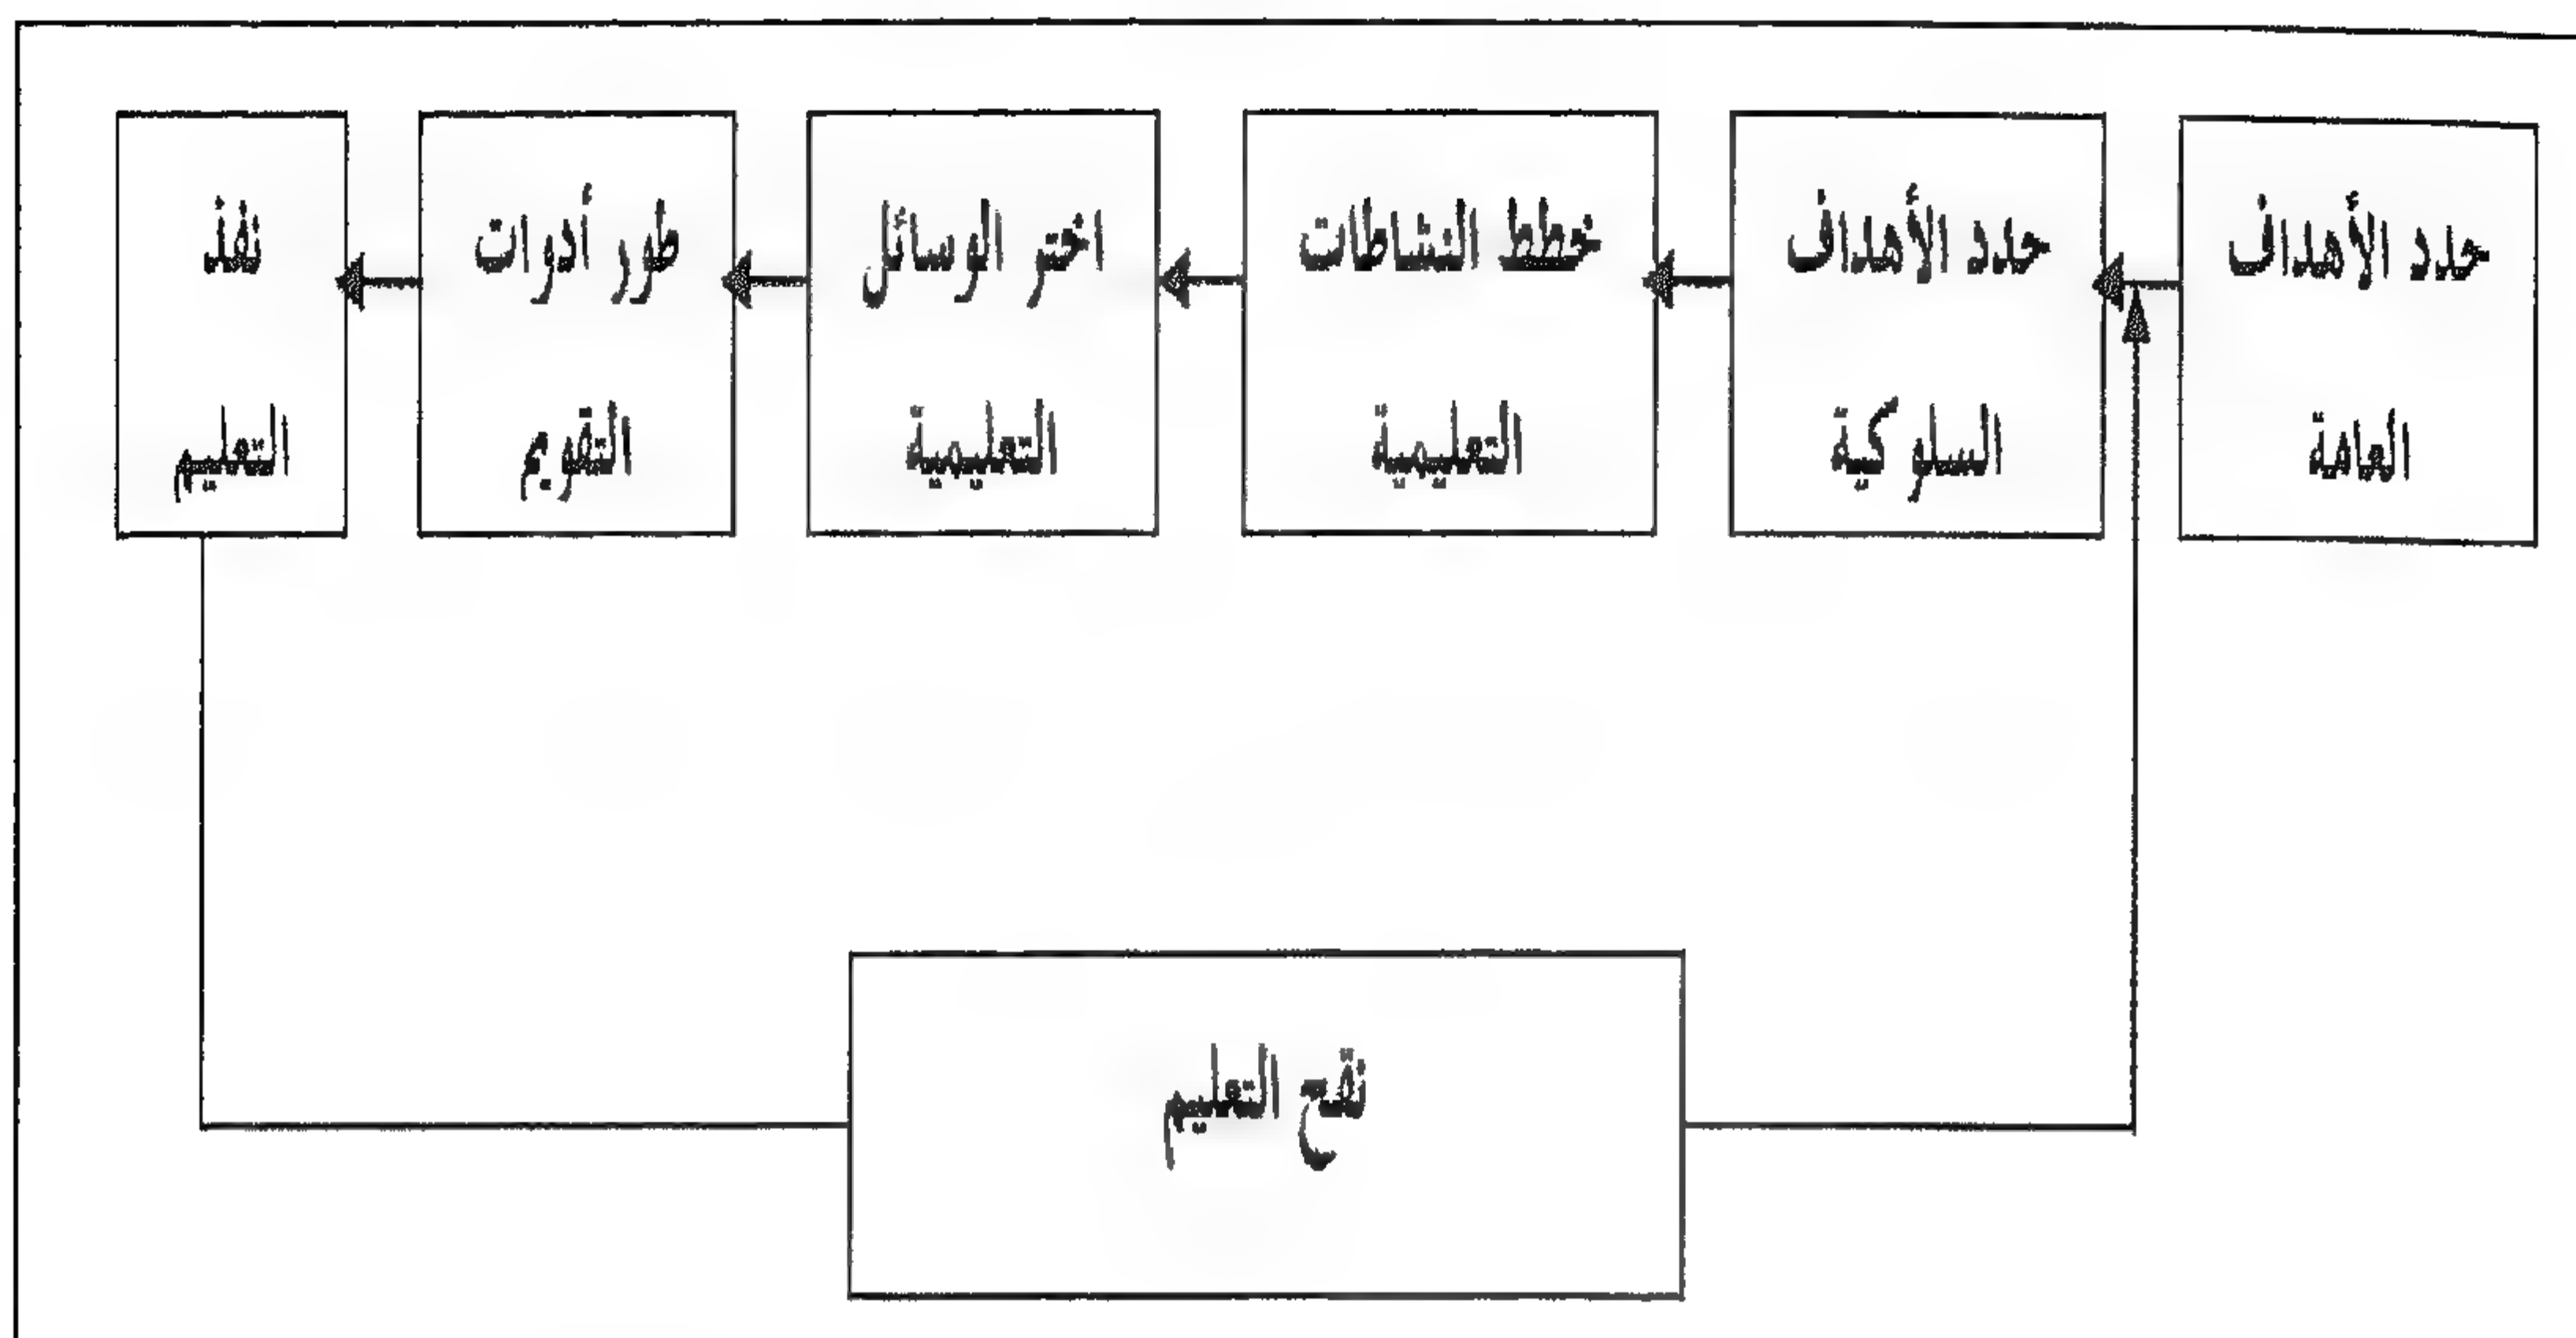 حدد الأهداف
العامة
حدد الأهداف
السلوكية
خطط النشاطات
التعليمية
اختر الوسائل
التعليمية
طور أدوات
التقويم
نفذ
التعليم
نقح التعليم